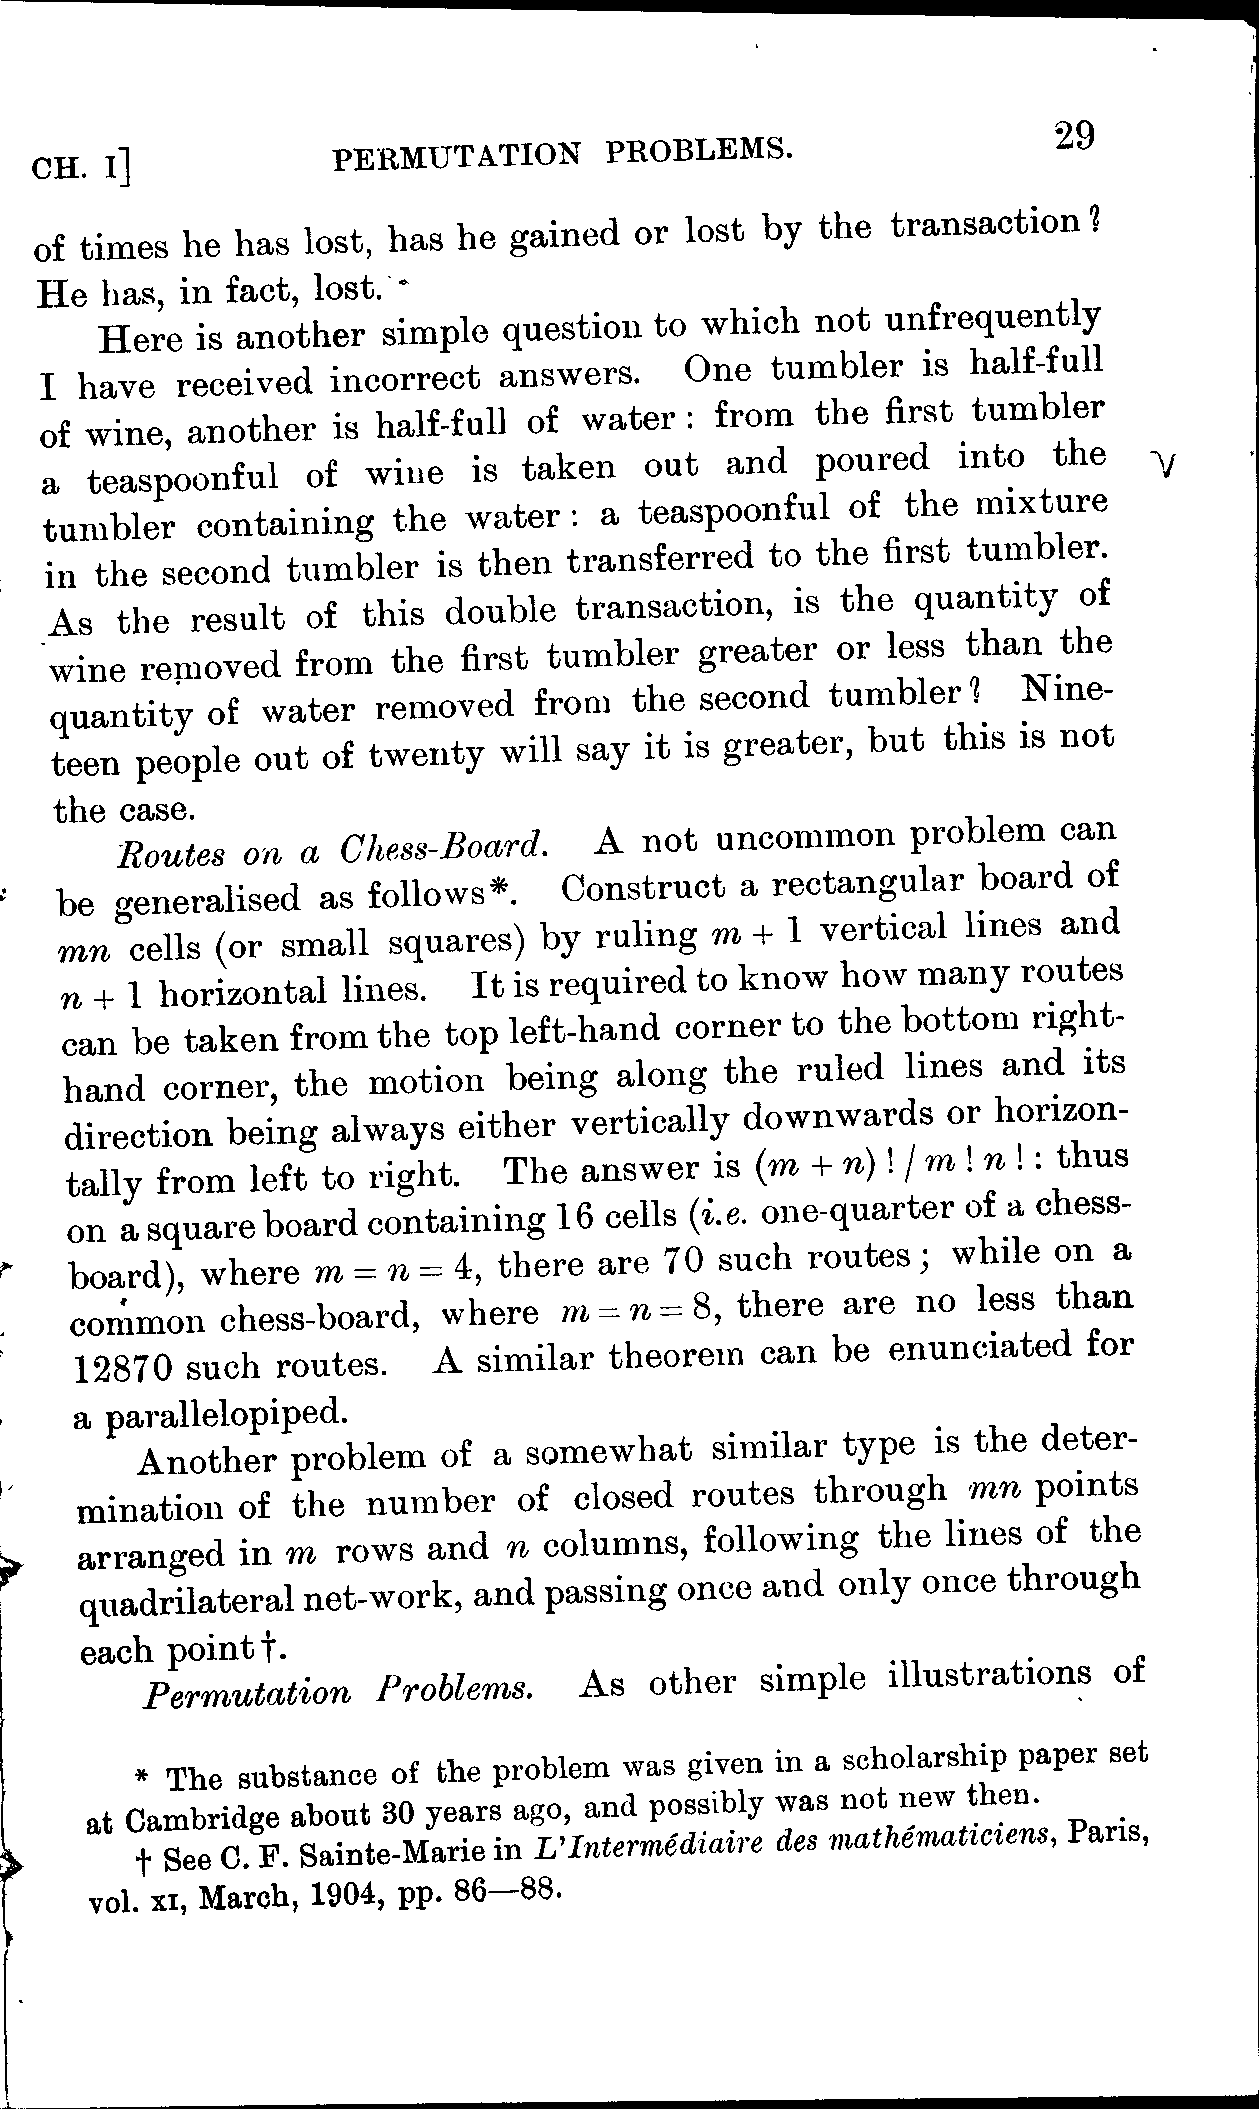 CH. I] PERMUTATION PROBLEMS. 29
of times he has lost, has he gained or lost by the transaction?
He has, in fact, lost.
Here is another simple question to which not unfrequently
I have received incorrect answers. One tumbler is half-full
of wine, another is half-full of water: from the first tumbler
a teaspoonful of wine is taken out and poured into the
tumbler containing the water: a teaspoonful of the mixture
in the second tumbler is then transferred to the first tumbler.
As the result of this double transaction, is the quantity of
wine removed from the first tumbler greater or less than the
quantity of water removed from the second tumbler? Nine-
teen people out of twenty will say it is greater, but this is not
the case.
Routes on a Chess-Board. A not uncommon problem can
be generalised as follows*. Construct a rectangular board of
mn cells (or small squares) by ruling m + 1 vertical lines and
n + 1 horizontal lines. It is required to know how many routes
can be taken from the top left-hand corner to the bottom right-
hand corner, the motion being along the ruled lines and its
direction being always either vertically downwards or horizon-
tally from left to right. The answer is (m + n)! / m! n!: thus
on a square board containing 16 cells (i.e. one-quarter of a chess-
board), where m = n = 4, there are 70 such routes; while on a
common chess-board, where m = n = 8, there are no less than
12870 such routes. A similar theorem can be enunciated for
a parallelopiped.
Another problem of a somewhat similar type is the deter-
mination of the number of closed routes through mn points
arranged in m rows and n columns, following the lines of the
quadrilateral net-work, and passing once and only once through
each point†.
Permutation Problems. As other simple illustrations of
* The substance of the problem was given in a scholarship paper set
at Cambridge about 30 years ago, and possibly was not new then.
† See C. F. Sainte-Marie in L'Intermédiaire des mathématiciens, Paris,
vol. XI, March, 1904, pp. 86—88.